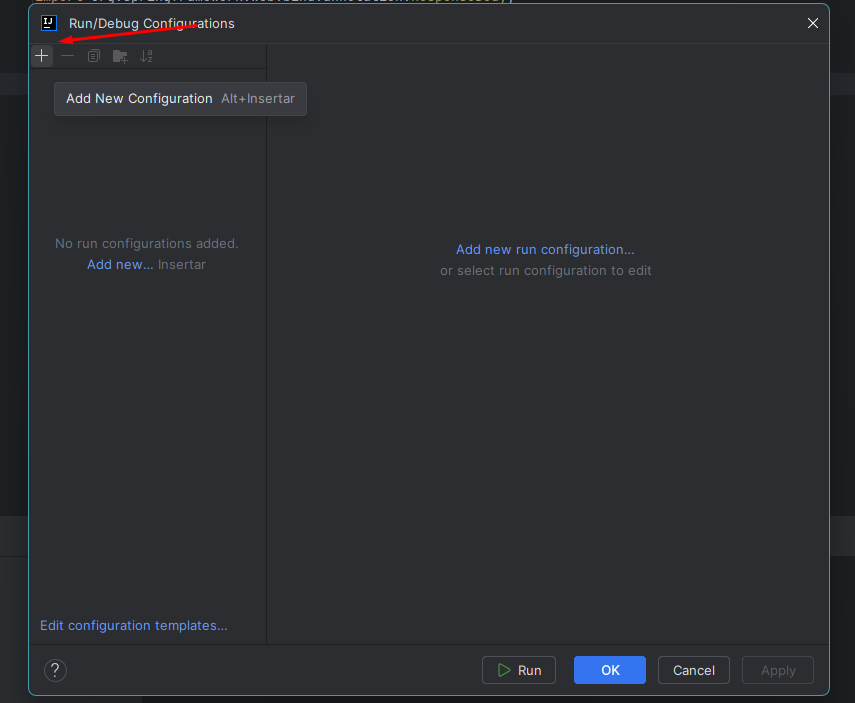 IJ
Run/Debug Configurations
Add New Configuration Alt+Insertar
No run configurations added.
Add new... Insertar
Add new run configuration...
or select run configuration to edit
Edit configuration templates...
?
Run
OK
Cancel
Apply